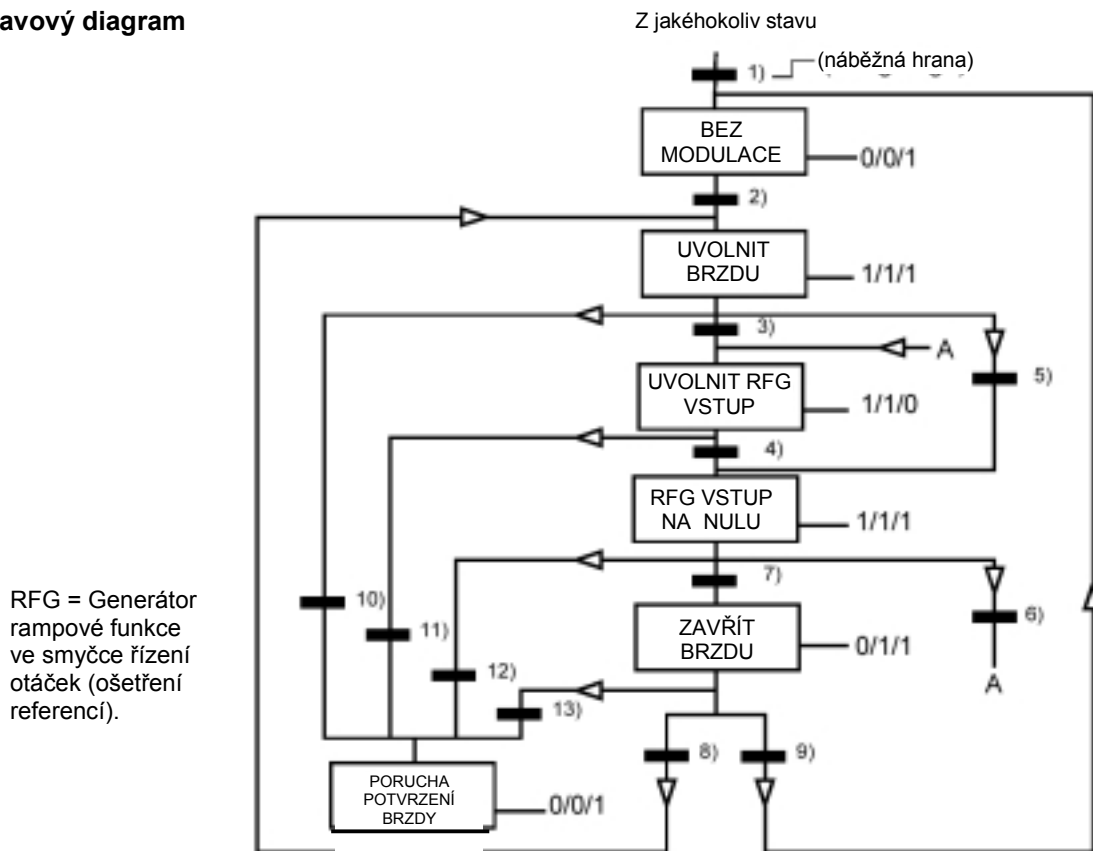 avový diagram
Z jakéhokoliv stavu
1)
(náběžná hrana)
BEZ
MODULACE
0/0/1
2)
UVOLNIT
BRZDU
1/1/1
3)
A
5)
UVOLNIT RFG
VSTUP
1/1/0
4)
RFG VSTUP
NA NULU
1/1/1
7)
6)
A
10)
11)
12)
13)
ZAVŘÍT
BRZDU
0/1/1
8)
9)
RFG = Generátor
rampové funkce
ve smyčce řízení
otáček (ošetření
referencí).
PORUCHA
POTVRZENÍ
BRZDY
0/0/1